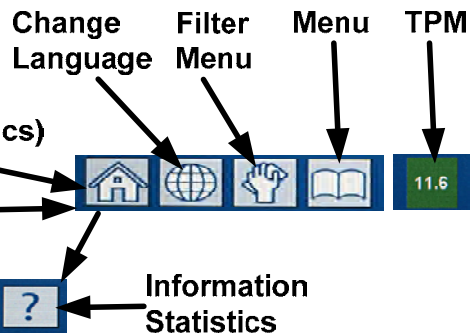 Change
Language
Filter
Menu
Menu
TPM
cs)
11.6
?
Information
Statistics